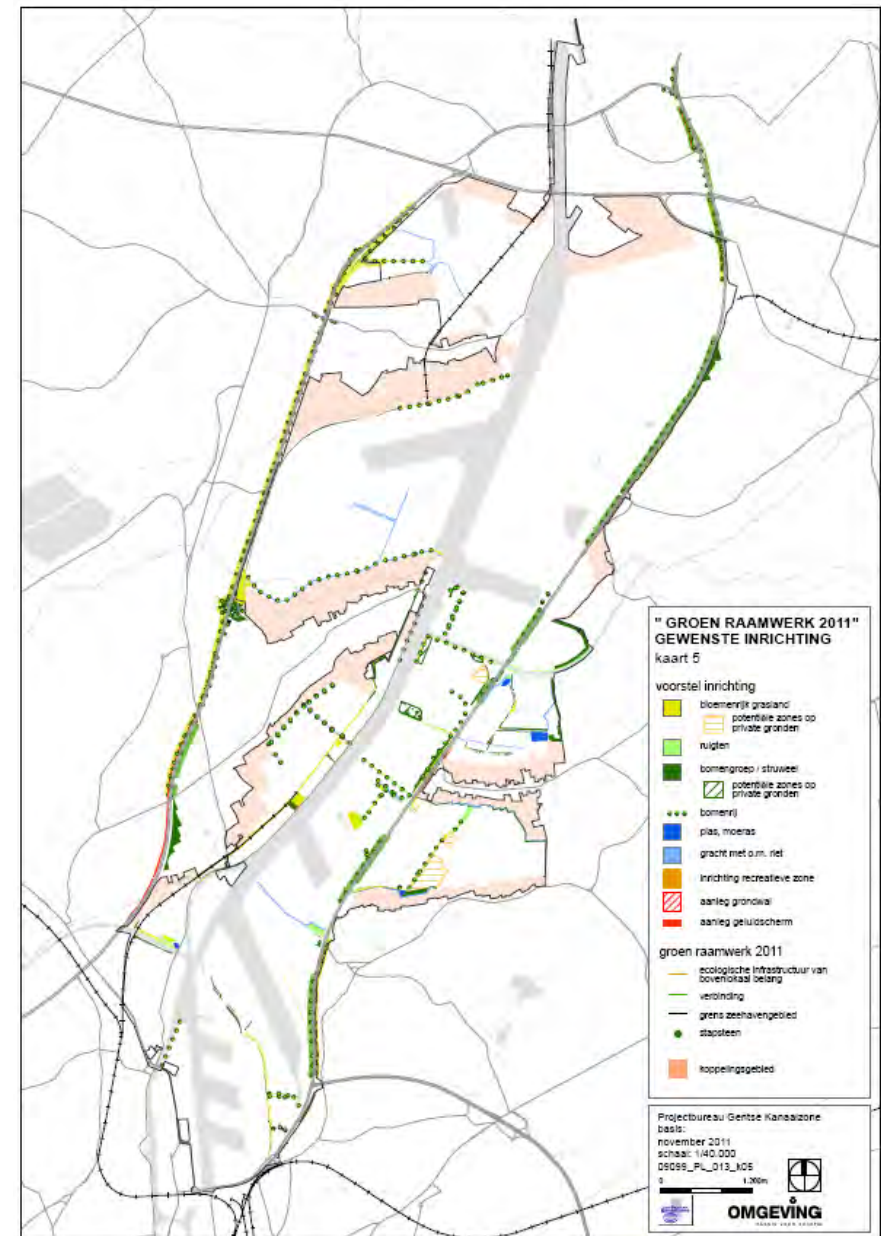 " GROEN RAAMWERK 2011"
GEWENSTE INRICHTING
kaart 5
voorstel inrichting
bloemenrijk grasland
potentiële zones op
private gronden
ruigten
bomengroep / struweel
potentiële zones op
private gronden
bomenrij
plas, moeras
gracht met o.m. riet
inrichting recreatieve zone
aanleg grondwal
aanleg geluidscherm
groen raamwerk 2011
ecologische infrastructuur van
bovenlokaal belang
verbinding
grens zeehavengebied
stapsteen
koppelingsgebied
Projectbureau Gentse Kanaalzone
basis:
november 2011
schaal: 1/40.000
09099_PL_013_k05
0 1.200m
OMGEVING